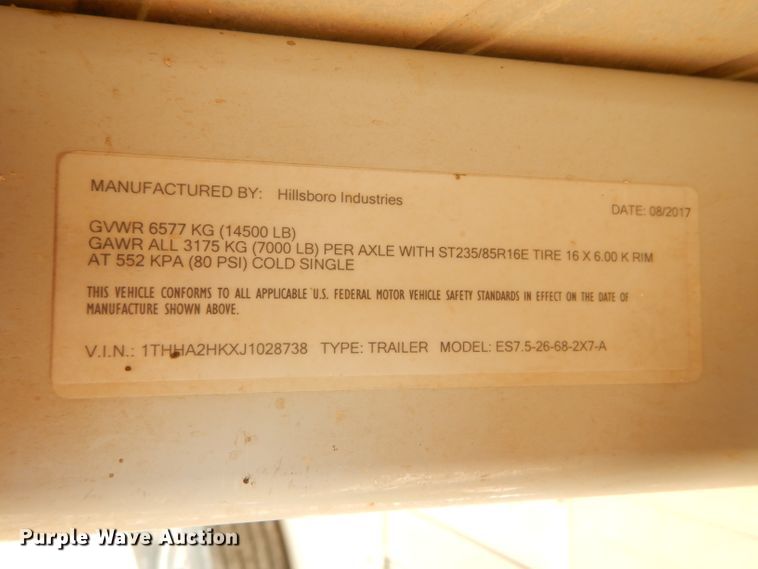 MANUFACTURED BY: Hillsboro Industries
DATE: 08/2017
GVWR 6577 KG (14500 LB)
GAWR ALL 3175 KG (7000 LB) PER AXLE WITH ST235/85R16E TIRE 16 X 6.00 K RIM
AT 552 KPA (80 PSI) COLD SINGLE
THIS VEHICLE CONFORMS TO ALL APPLICABLE U.S. FEDERAL MOTOR VEHICLE SAFETY STANDARDS IN EFFECT ON THE DATE OF
MANUFACTURE SHOWN ABOVE.
V.I.N.: 1THHA2HKXJ1028738 TYPE: TRAILER MODEL: ES7.5-26-68-2X7-A
Purple Wave Auction